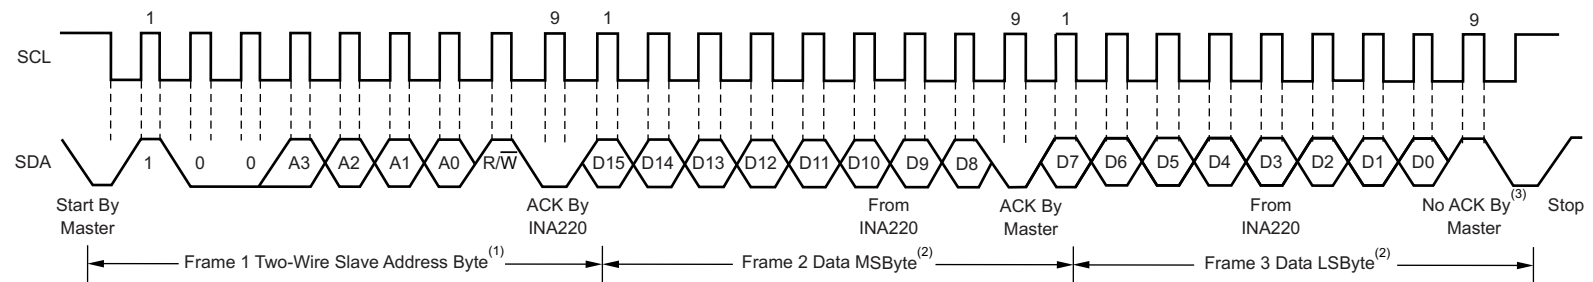 1 9 1 9 1 9
SCL
SDA 1 0 0 A3 A2 A1 A0 R/W̅ D15 D14 D13 D12 D11 D10 D9 D8 D7 D6 D5 D4 D3 D2 D1 D0
Start By Master
ACK By INA220
From INA220
ACK By Master
From INA220
No ACK By(3) Master
Stop
Frame 1 Two-Wire Slave Address Byte(1)
Frame 2 Data MSByte(2)
Frame 3 Data LSByte(2)